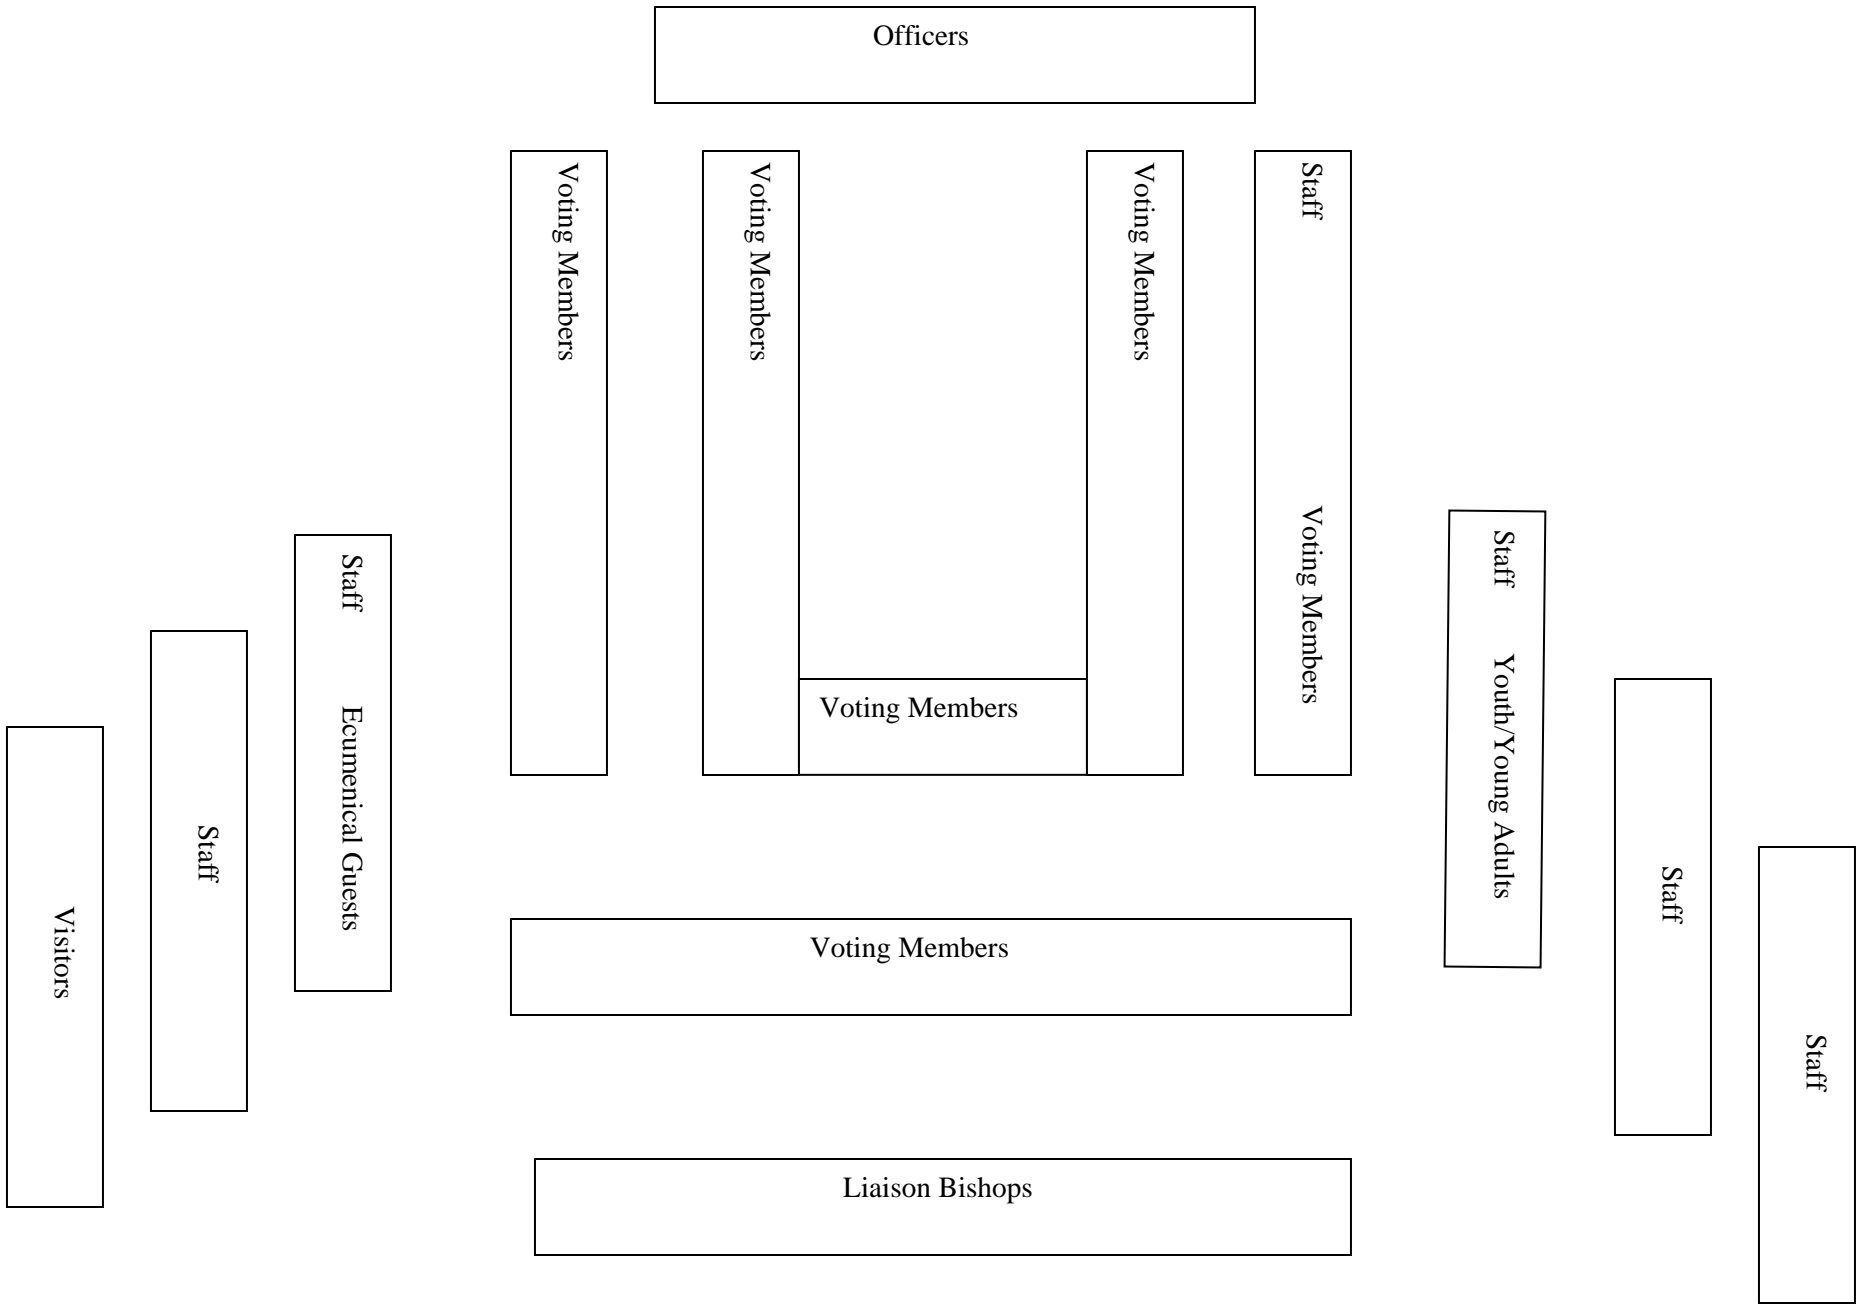 Officers
Voting Members
Voting Members
Voting Members
Staff
Voting Members
Voting Members
Staff
Ecumenical Guests
Staff
Youth/Young Adults
Staff
Visitors
Staff
Staff
Voting Members
Liaison Bishops